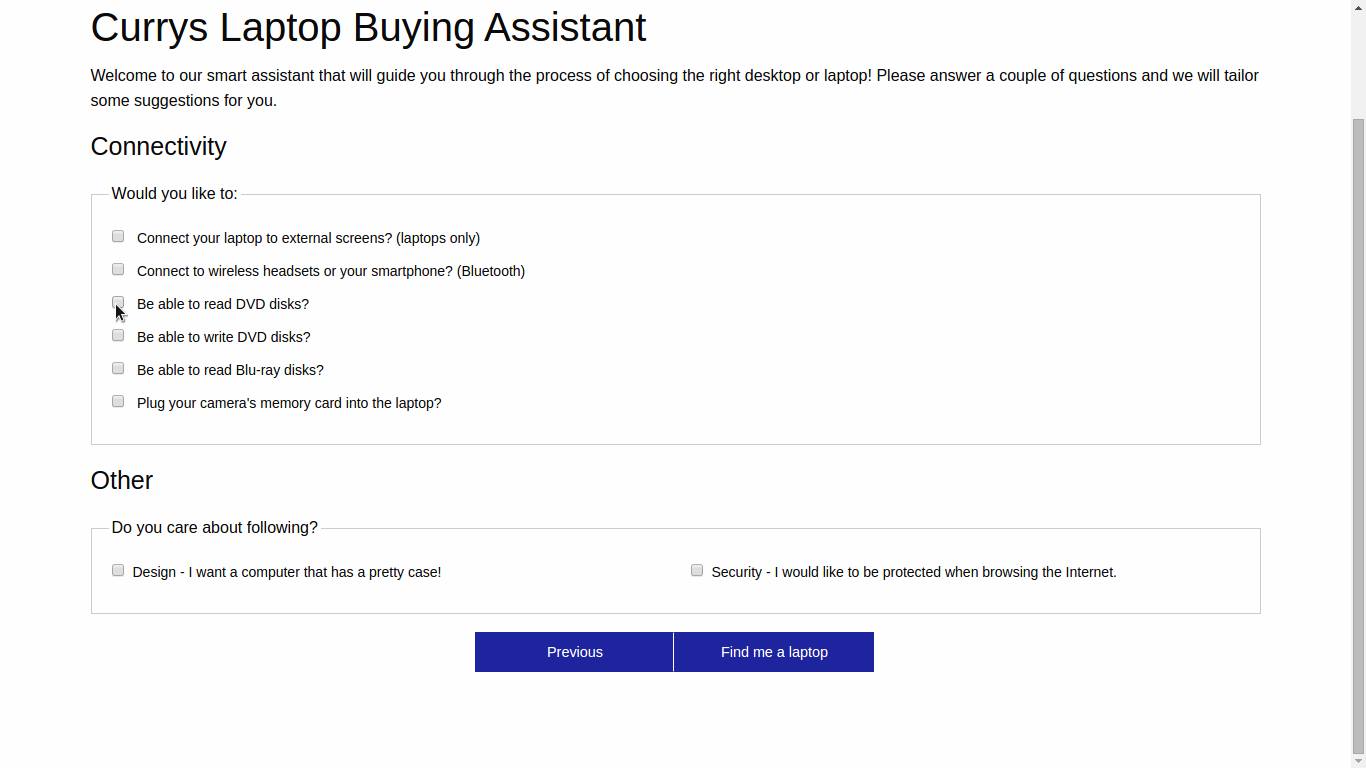 Currys Laptop Buying Assistant
Welcome to our smart assistant that will guide you through the process of choosing the right desktop or laptop! Please answer a couple of questions and we will tailor
some suggestions for you.
Connectivity
Would you like to:
Connect your laptop to external screens? (laptops only)
Connect to wireless headsets or your smartphone? (Bluetooth)
Be able to read DVD disks?
Be able to write DVD disks?
Be able to read Blu-ray disks?
Plug your camera's memory card into the laptop?
Other
Do you care about following?
Design - I want a computer that has a pretty case!
Security - I would like to be protected when browsing the Internet.
Previous
Find me a laptop